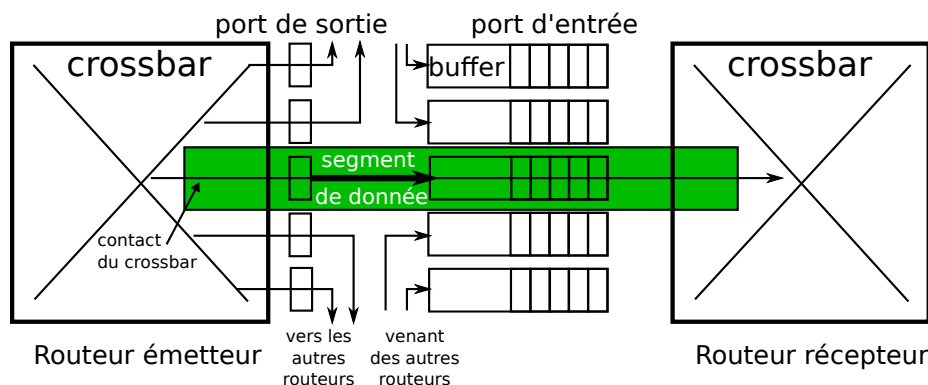 port de sortie
port d'entrée
crossbar
buffer
crossbar
segment
de donnée
contact
du crossbar
vers les
autres
routeurs
venant
des autres
routeurs
Routeur émetteur
Routeur récepteur